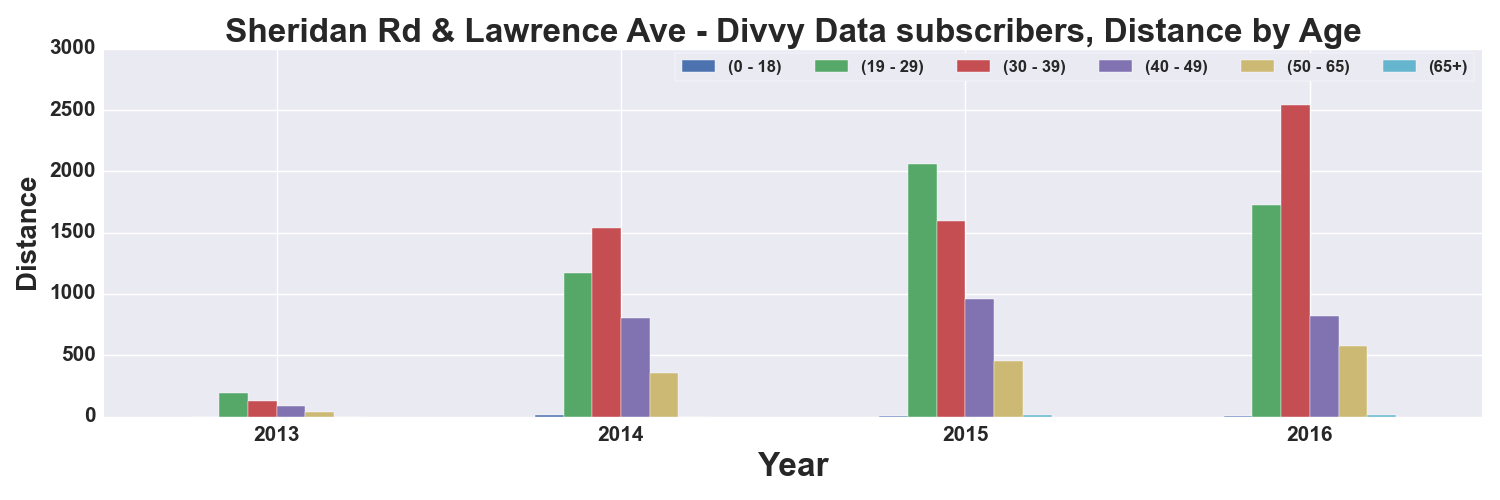 Sheridan Rd & Lawrence Ave - Divvy Data subscribers, Distance by Age
3000
2500
2000
1500
1000
500
0
Distance
(0 - 18) (19 - 29) (30 - 39) (40 - 49) (50 - 65) (65+)
2013 2014 2015 2016
Year